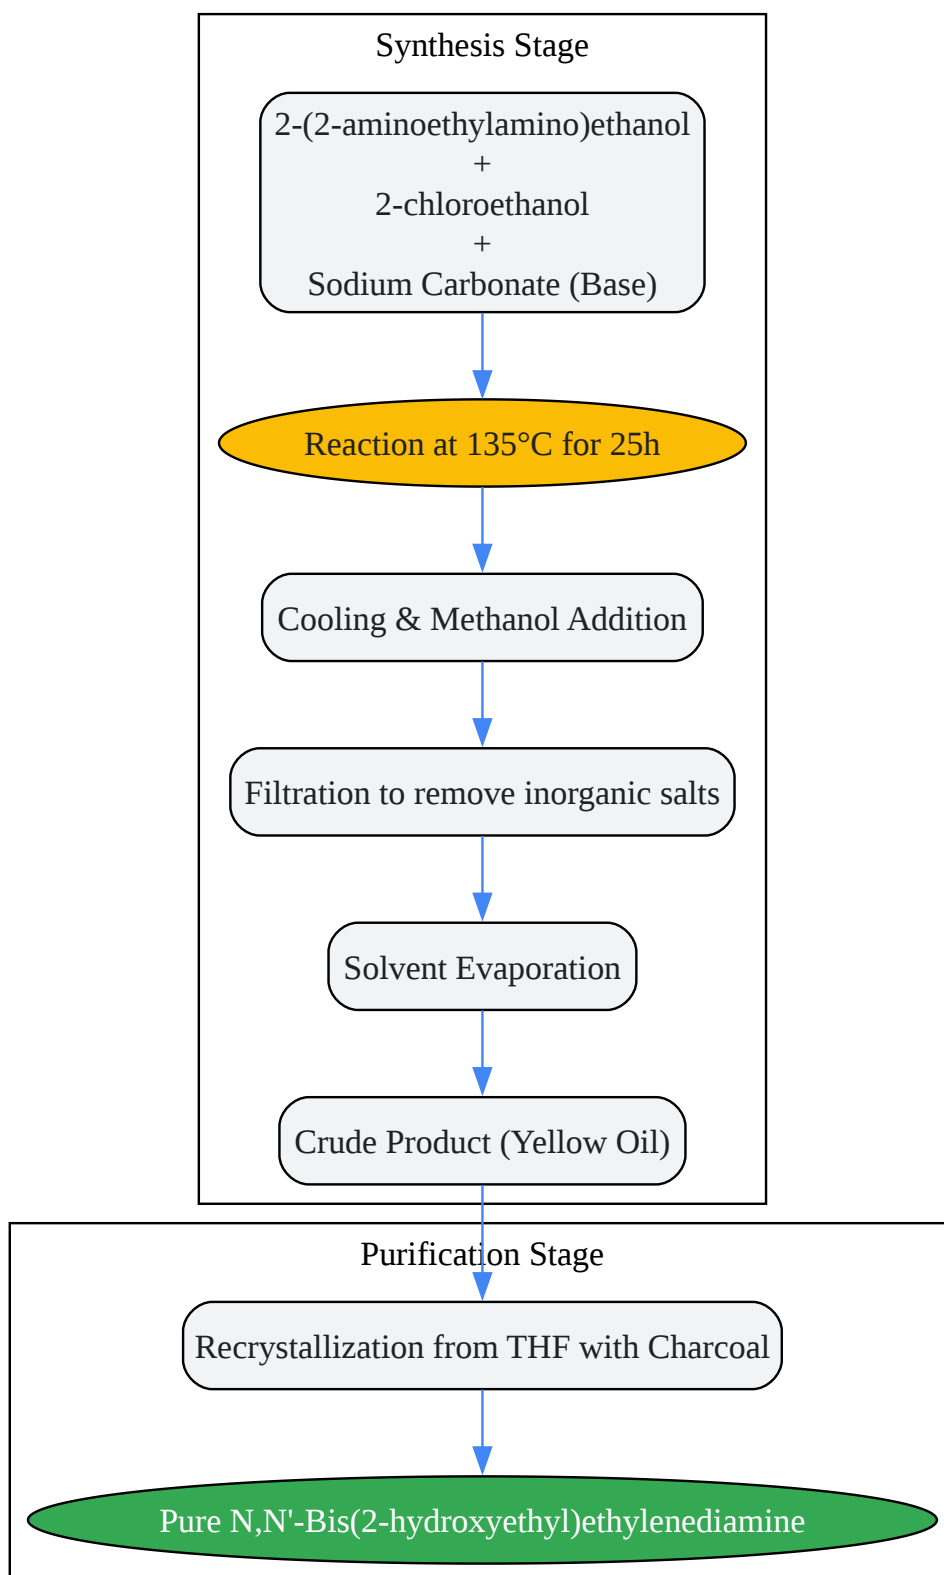 Synthesis Stage
2-(2-aminoethylamino)ethanol
+
2-chloroethanol
+
Sodium Carbonate (Base)
Reaction at 135°C for 25h
Cooling & Methanol Addition
Filtration to remove inorganic salts
Solvent Evaporation
Crude Product (Yellow Oil)
Purification Stage
Recrystallization from THF with Charcoal
Pure N,N'-Bis(2-hydroxyethyl)ethylenediamine